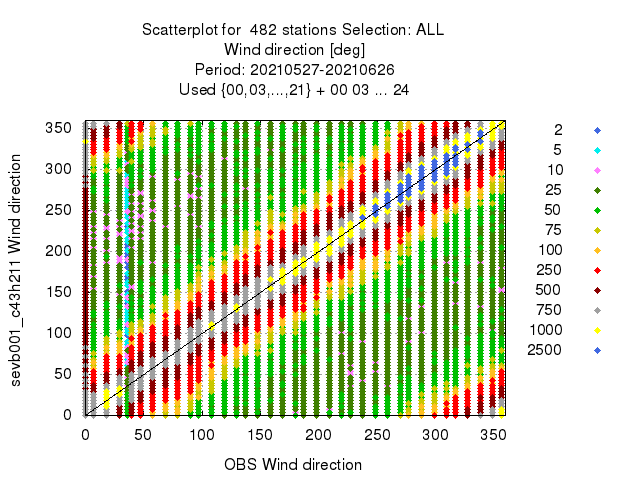 Scatterplot for 482 stations Selection: ALL
Wind direction [deg]
Period: 20210527-20210626
Used {00,03,...,21} + 00 03 ... 24
sevb001_c43h211 Wind direction
350
300
250
200
150
100
50
0
0 50 100 150 200 250 300 350
OBS Wind direction
2
5
10
25
50
75
100
250
500
750
1000
2500